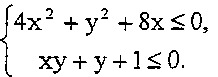 4x² + y² + 8x ≤ 0,
xy + y + 1 ≤ 0.